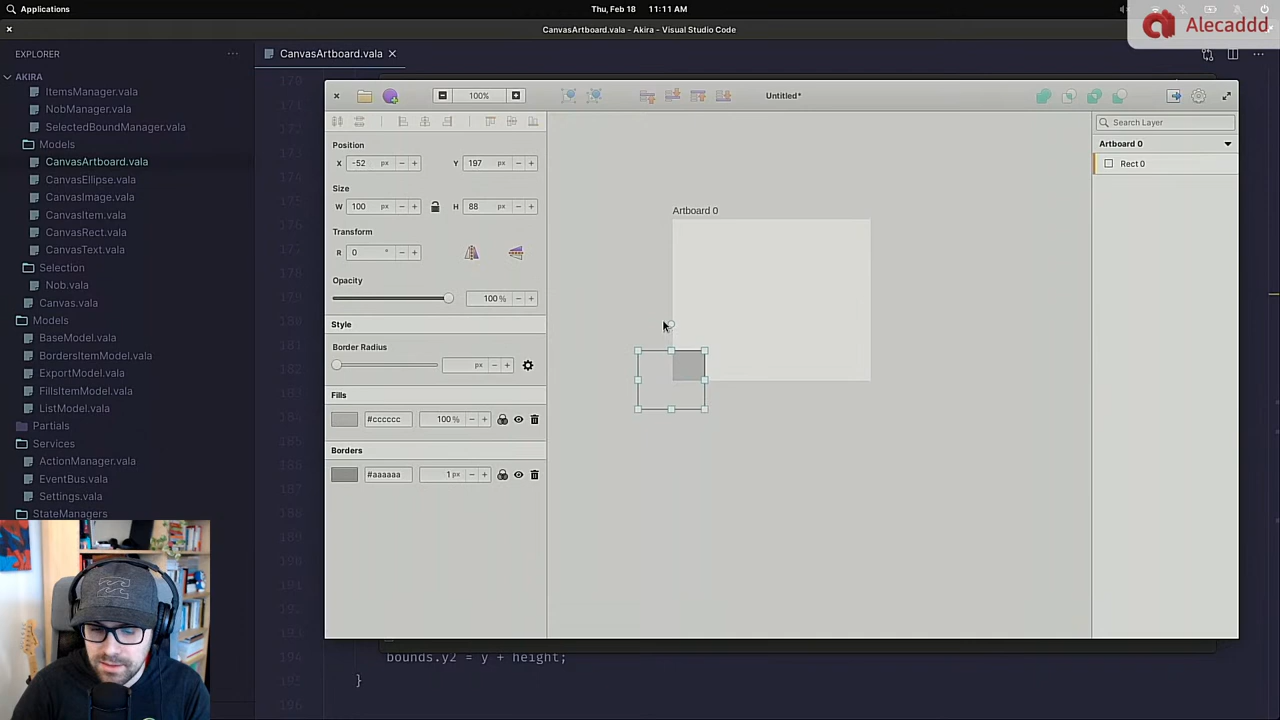 Applications
Thu, Feb 18
11:11 AM
Alecaddd
CanvasArtboard.vala - Akira - Visual Studio Code
EXPLORER
CanvasArtboard.vala
AKIRA
ItemsManager.vala
NobManager.vala
SelectedBoundManager.vala
Models
CanvasArtboard.vala
CanvasEllipse.vala
CanvasImage.vala
CanvasItem.vala
CanvasRect.vala
CanvasText.vala
Selection
Nob.vala
Canvas.vala
Models
BaseModel.vala
BordersItemModel.vala
ExportModel.vala
FillsItemModel.vala
ListModel.vala
Partials
Services
ActionManager.vala
EventBus.vala
Settings.vala
StateManagers
100%
Untitled*
Position
X -52 px
Y 197 px
Size
W 100 px
H 88 px
Transform
R 0 °
Opacity
100 %
Style
Border Radius
px
Fills
#cccccc 100 %
Borders
#aaaaaa 1 px
Artboard 0
Search Layer
Artboard 0
Rect 0
194 bounds.y2 = y + height;
195 }
196